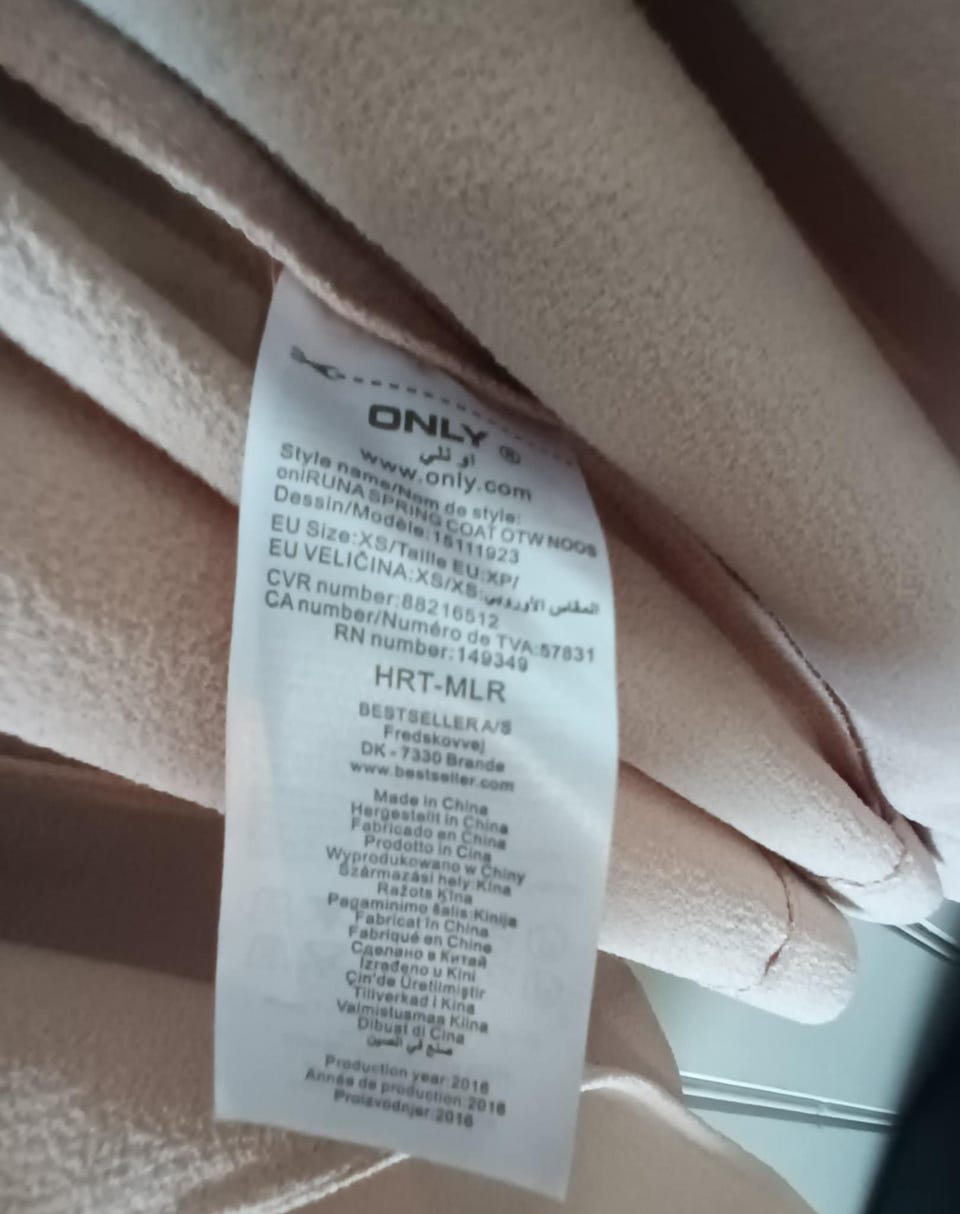 ONLY ®
اونلي
www.only.com
Style name/Nom de style:
onlRUNA SPRING COAT OTW NOOS
Dessin/Modèle:15111923
EU Size:XS/Taille EU:XP/
EU VELIČINA:XS/XS:المقاس الأوروبي
CVR number:88216512
CA number/Numéro de TVA:57831
RN number:149349
HRT-MLR
BESTSELLER A/S
Fredskovvej
DK - 7330 Brande
www.bestseller.com
Made in China
Hergestellt in China
Fabricado en China
Prodotto in Cina
Wyprodukowano w Chiny
Származási hely:Kína
Ražots Ķīna
Pagaminimo šalis:Kinija
Fabricat în China
Fabriqué en Chine
Сделано в Китай
Izrađeno u Kini
Çin'de Üretilmiştir
Tillverkad i Kina
Valmistusmaa Kiina
Dibuat di Cina
صنع في الصين
Production year:2016
Année de production:2016
Proizvodnjer:2016